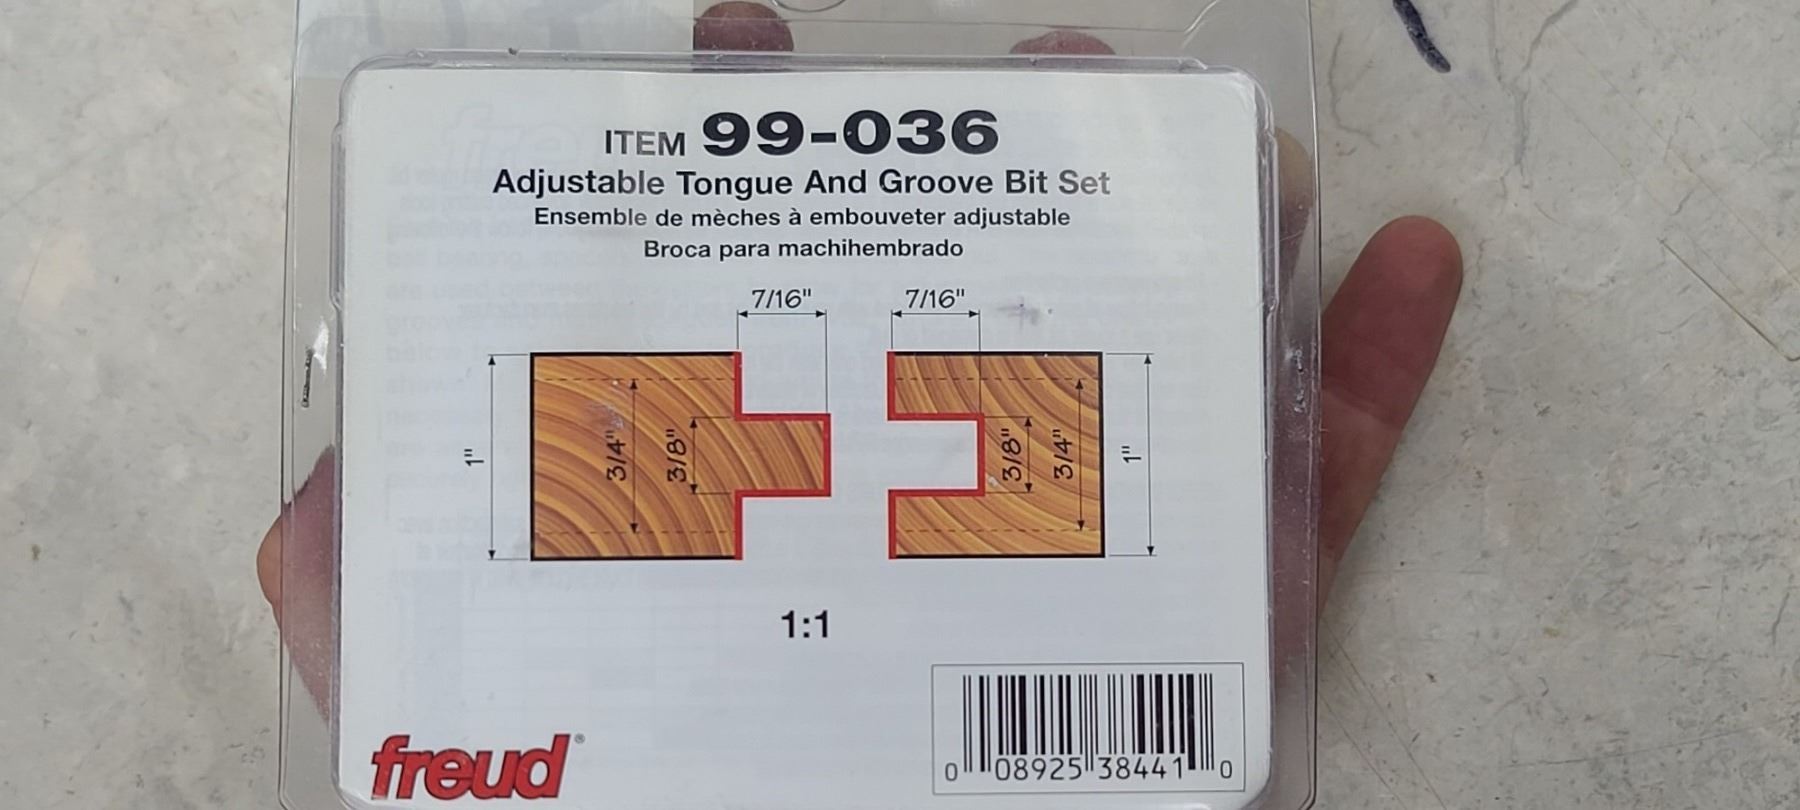 ITEM 99-036
Adjustable Tongue And Groove Bit Set
Ensemble de mèches à embouveter adjustable
Broca para machihembrado
7/16" 7/16"
1" 3/4" 3/8" 3/8" 3/4" 1"
1:1
freud®
0 08925 38441 0